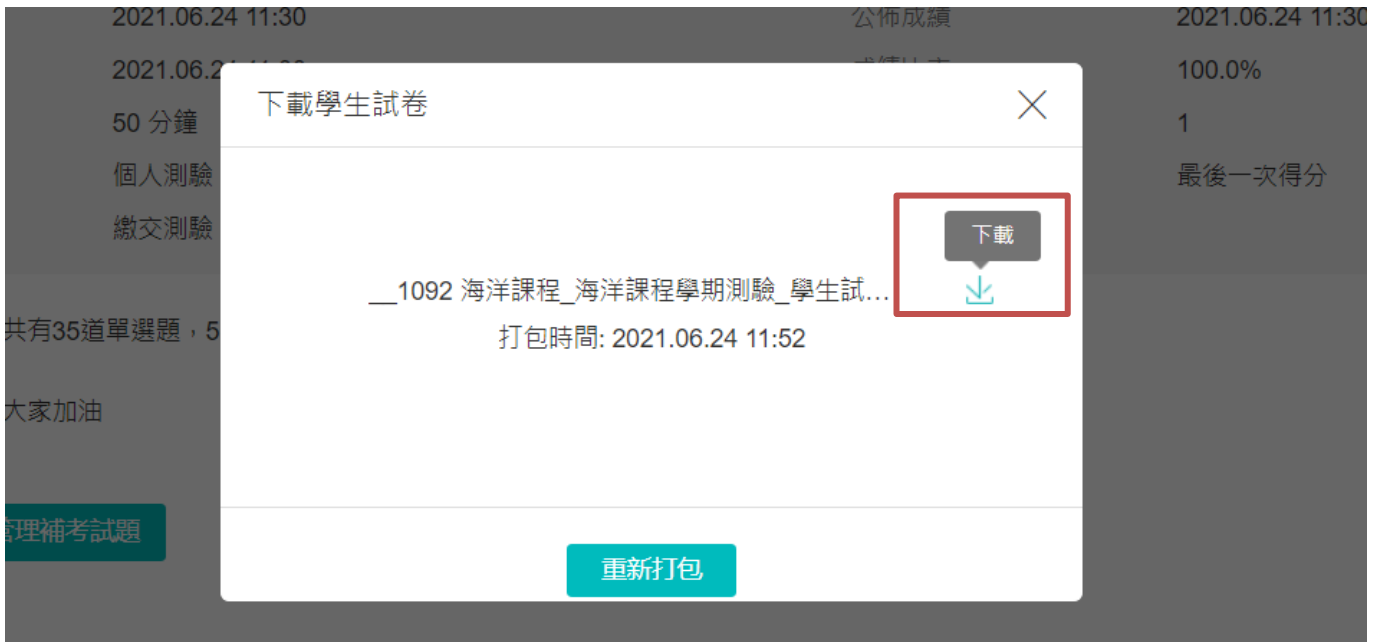 2021.06.24 11:30 公佈成績 2021.06.24 11:30
2021.06.2 100.0%
下載學生試卷
50 分鐘 1
個人測驗 最後一次得分
繳交測驗
下載
__1092 海洋課程_海洋課程學期測驗_學生試...
共有35道單選題，5
打包時間: 2021.06.24 11:52
大家加油
管理補考試題
重新打包